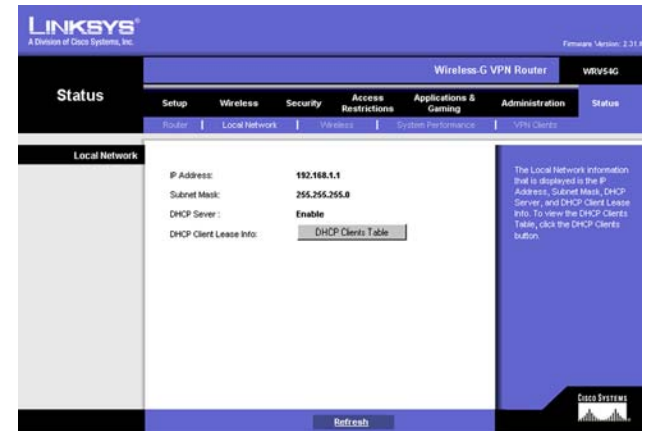 LINKSYS®
A Division of Cisco Systems, Inc.
Firmware Version: 2.31
Wireless-G VPN Router WRV54G
Status
Setup Wireless Security Access Restrictions Applications & Gaming Administration Status
Router | Local Network | Wireless | System Performance | VPN Clients
Local Network
IP Address: 192.168.1.1
Subnet Mask: 255.255.255.0
DHCP Sever : Enable
DHCP Client Lease Info: DHCP Clients Table
The Local Network information
that is displayed is the IP
Address, Subnet Mask, DHCP
Server, and DHCP Client Lease
Info. To view the DHCP Clients
Table, click the DHCP Clients
button.
Refresh
CISCO SYSTEMS